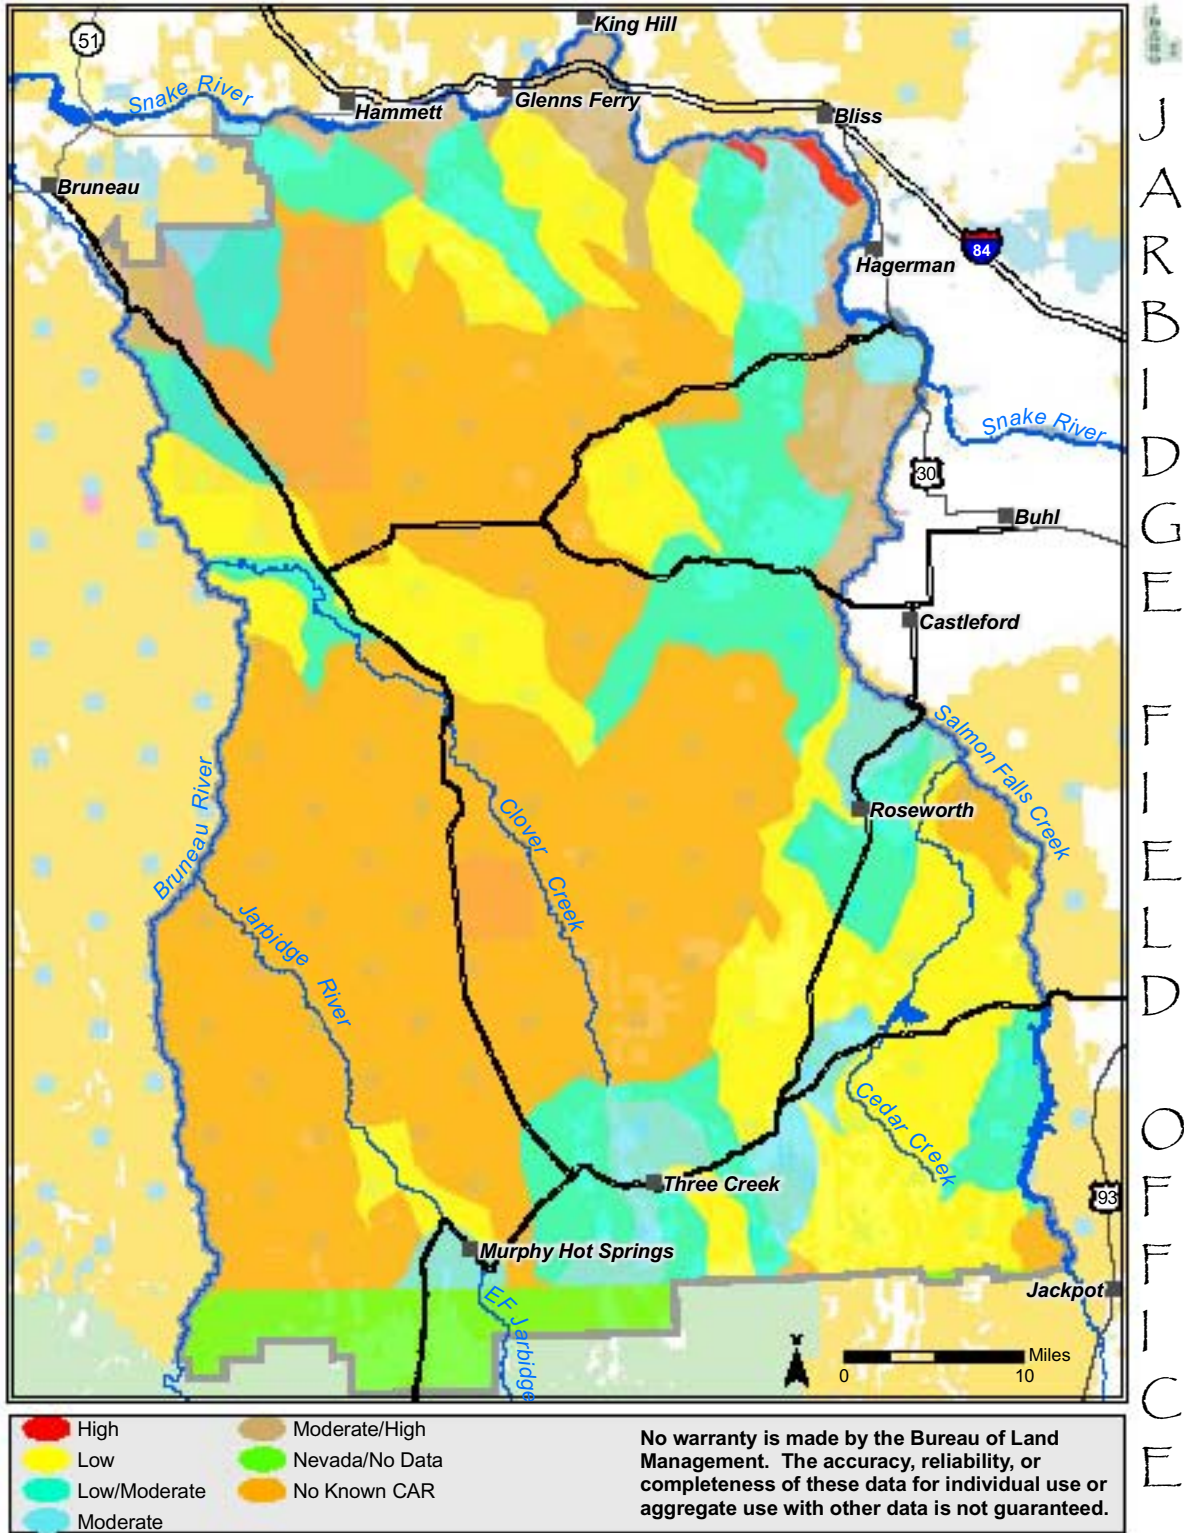 King Hill
51
Snake River
Hammett
Glenns Ferry
Bliss
Bruneau
84
Hagerman
Snake River
30
Buhl
Castleford
Salmon Falls Creek
Bruneau River
Clover Creek
Roseworth
Jarbidge River
Cedar Creek
Three Creek
93
Murphy Hot Springs
EF Jarbidge
Jackpot
Miles
0 10
JARBIDGE FIELD OFFICE
High
Low
Low/Moderate
Moderate
Moderate/High
Nevada/No Data
No Known CAR
No warranty is made by the Bureau of Land
Management. The accuracy, reliability, or
completeness of these data for individual use or
aggregate use with other data is not guaranteed.